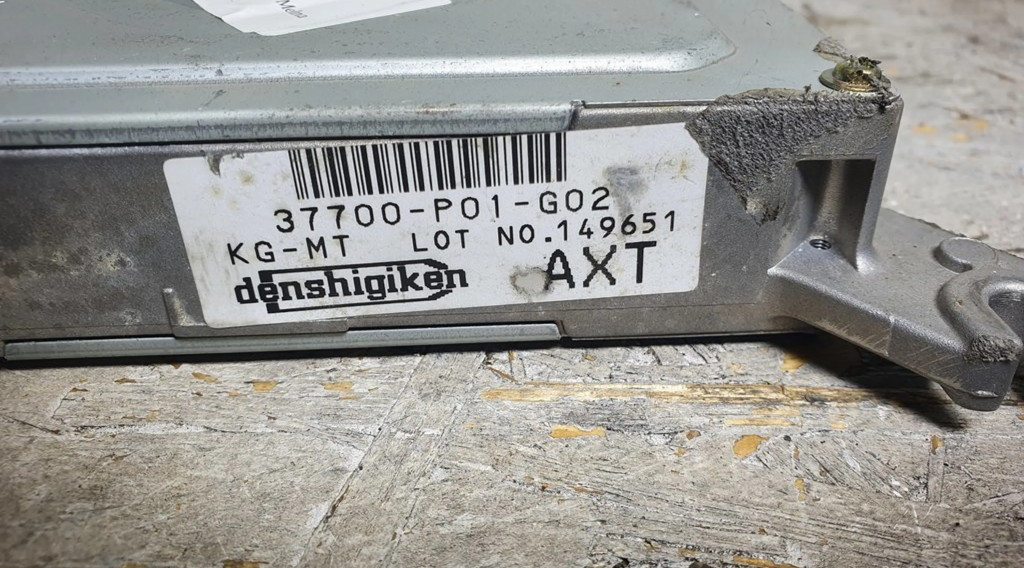 37700-P01-G02
KG-MT LOT NO.149651
denshigiken AXT